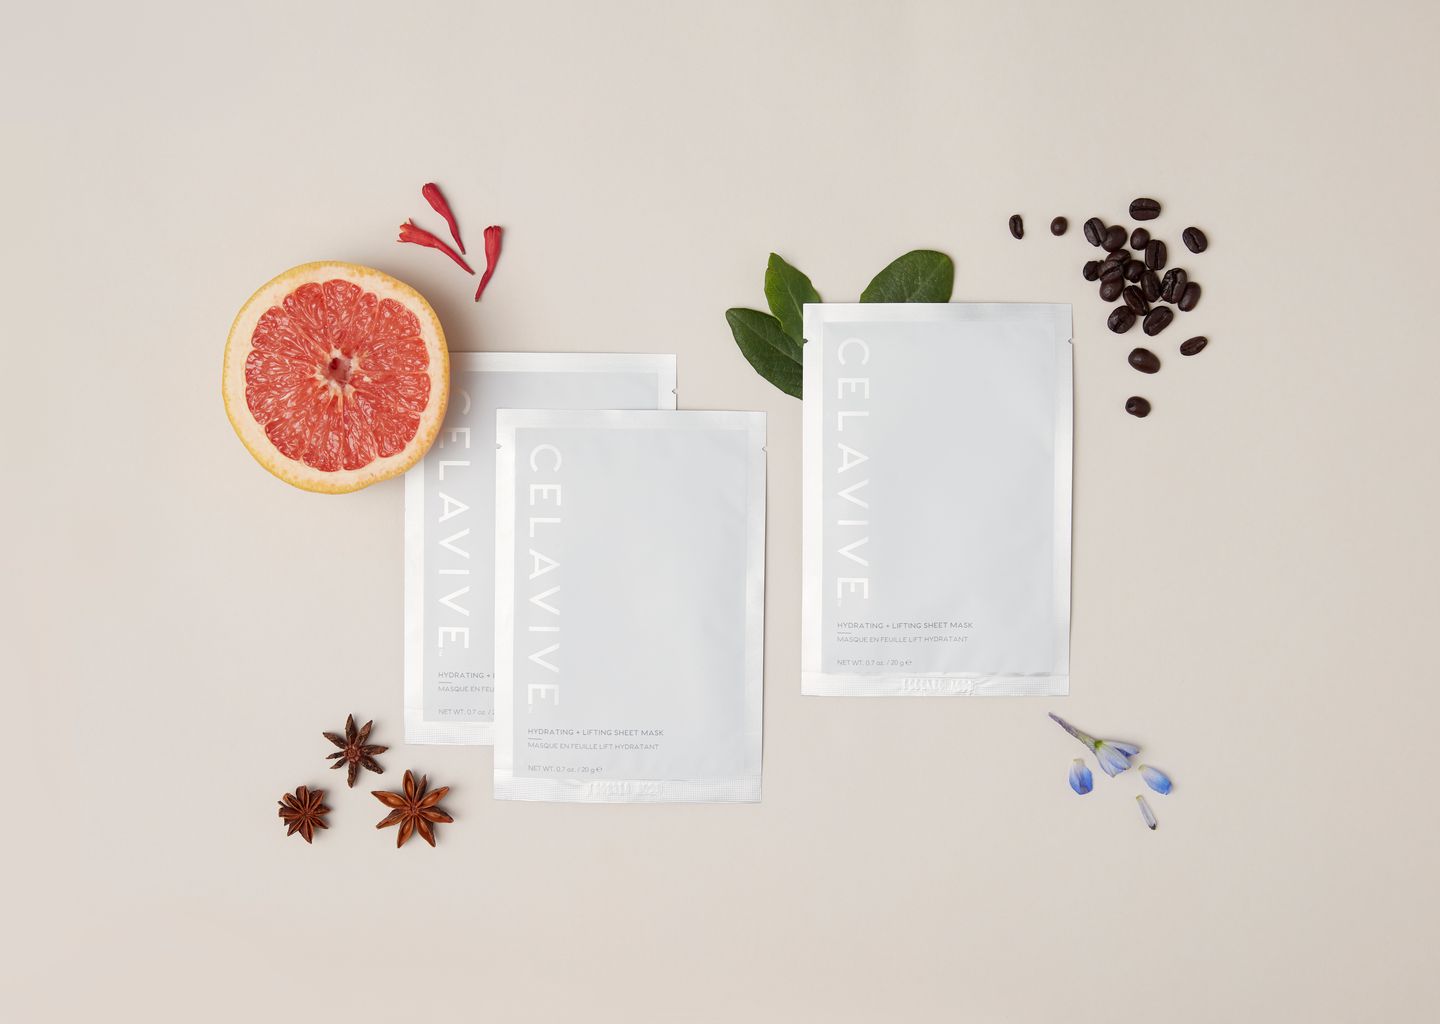 CELAVIVE
HYDRATING +
MASQUE EN FEU
NET WT. 0.7 oz. /
CELAVIVE
HYDRATING + LIFTING SHEET MASK
MASQUE EN FEUILLE LIFT HYDRATANT
NET WT. 0.7 oz. / 20 g ℮
CELAVIVE
HYDRATING + LIFTING SHEET MASK
MASQUE EN FEUILLE LIFT HYDRATANT
NET WT. 0.7 oz. / 20 g ℮